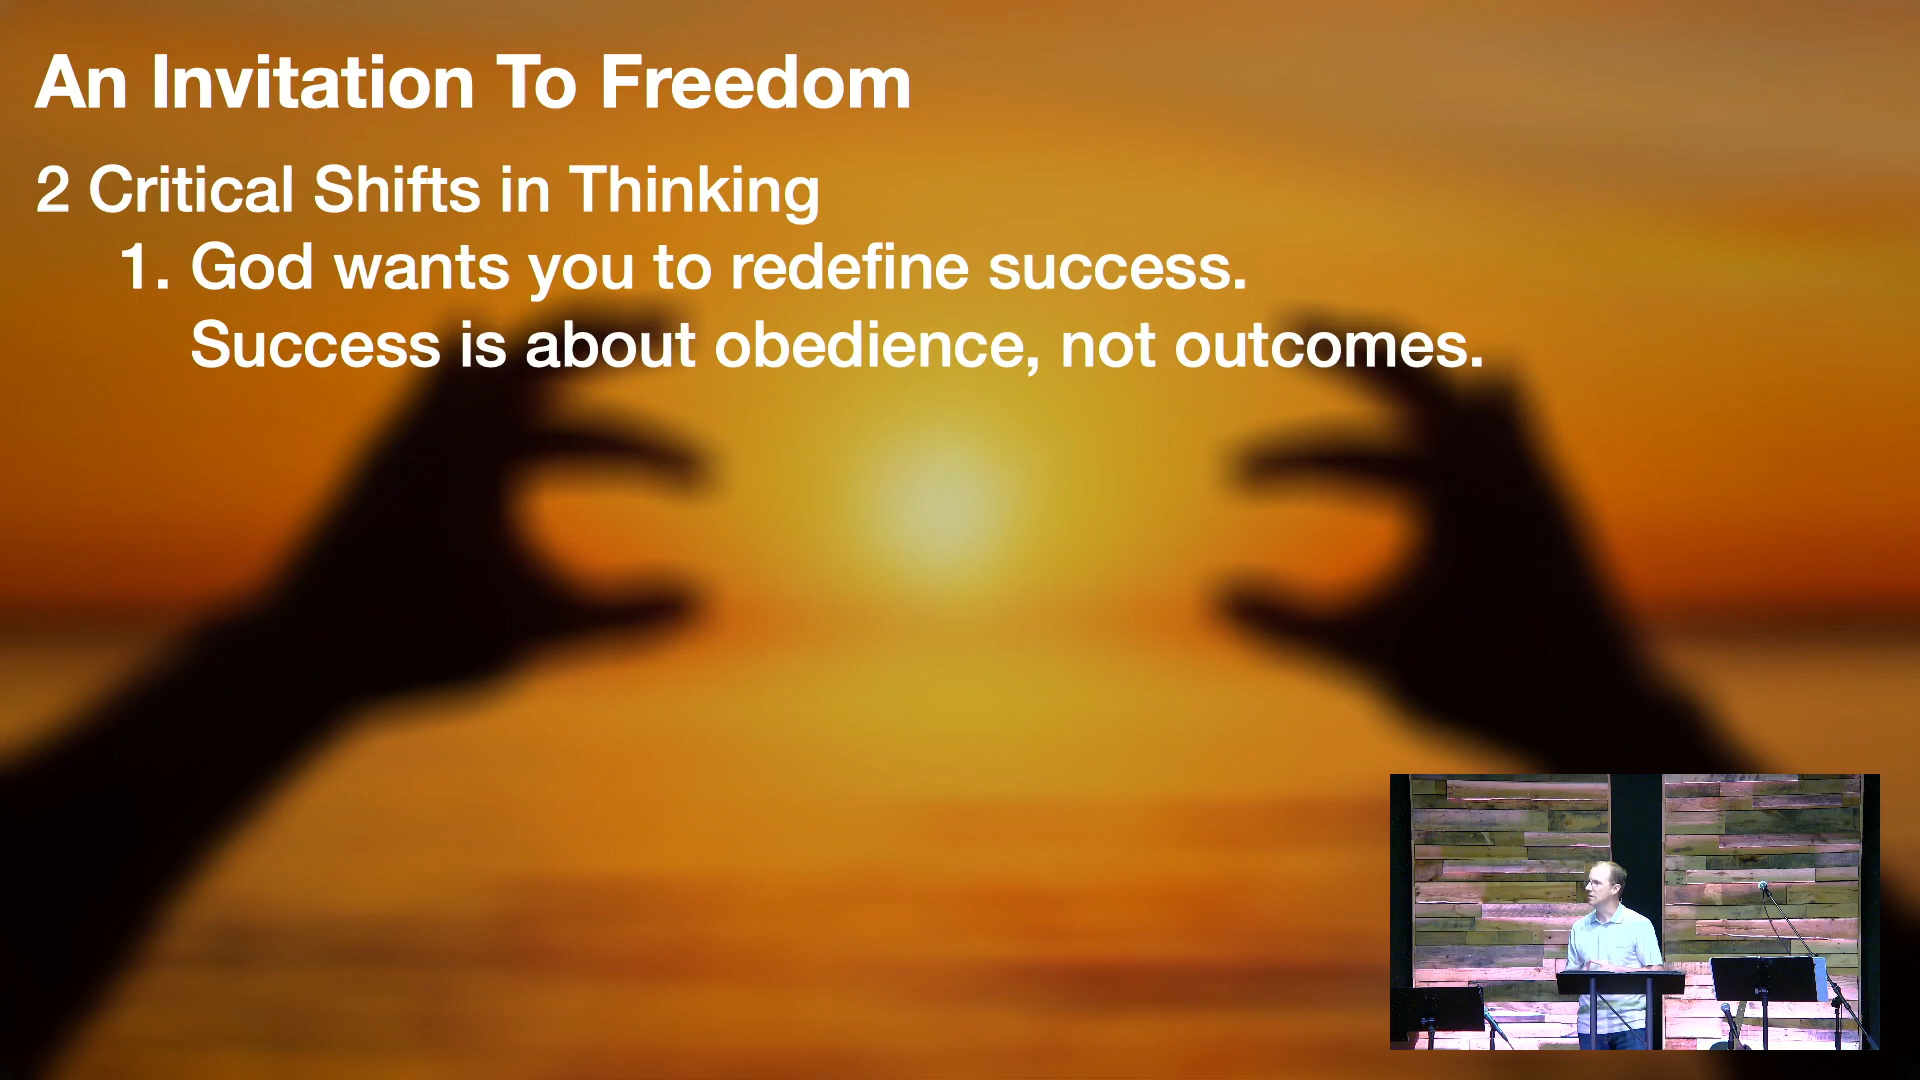 An Invitation To Freedom
2 Critical Shifts in Thinking
1. God wants you to redefine success.
Success is about obedience, not outcomes.